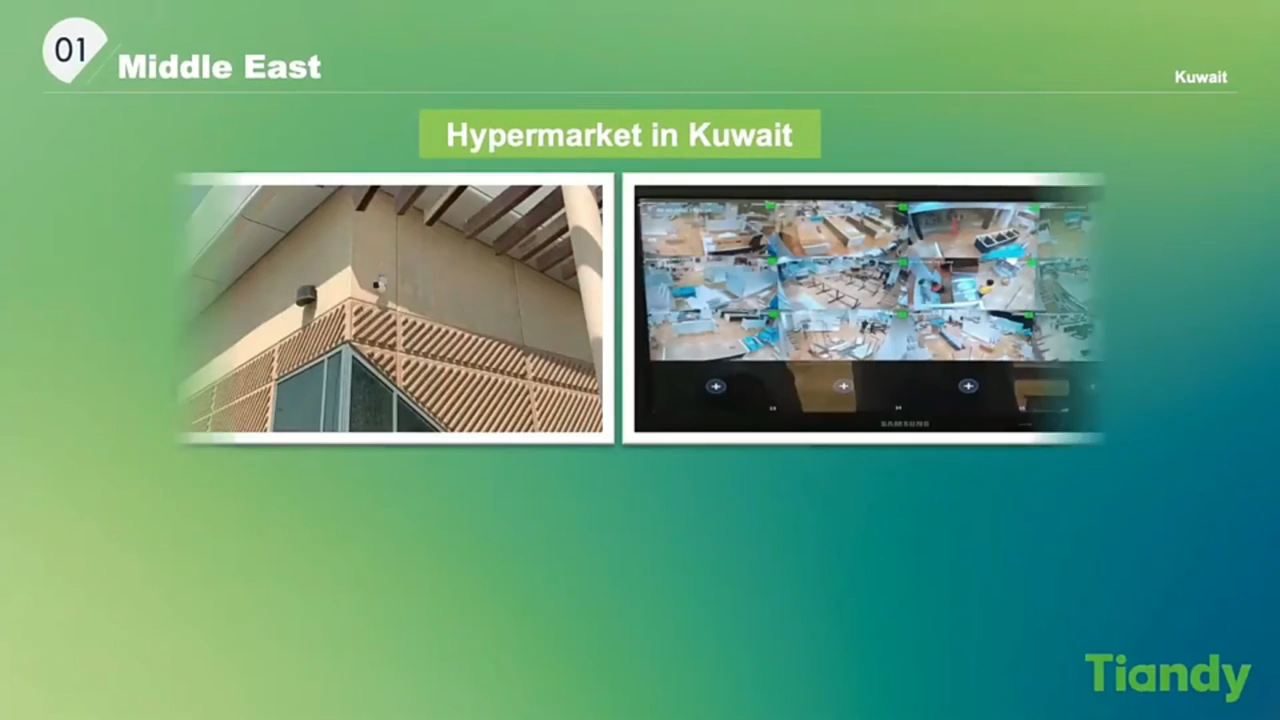 01
Middle East
Kuwait
Hypermarket in Kuwait
SAMSUNG
Tiandy